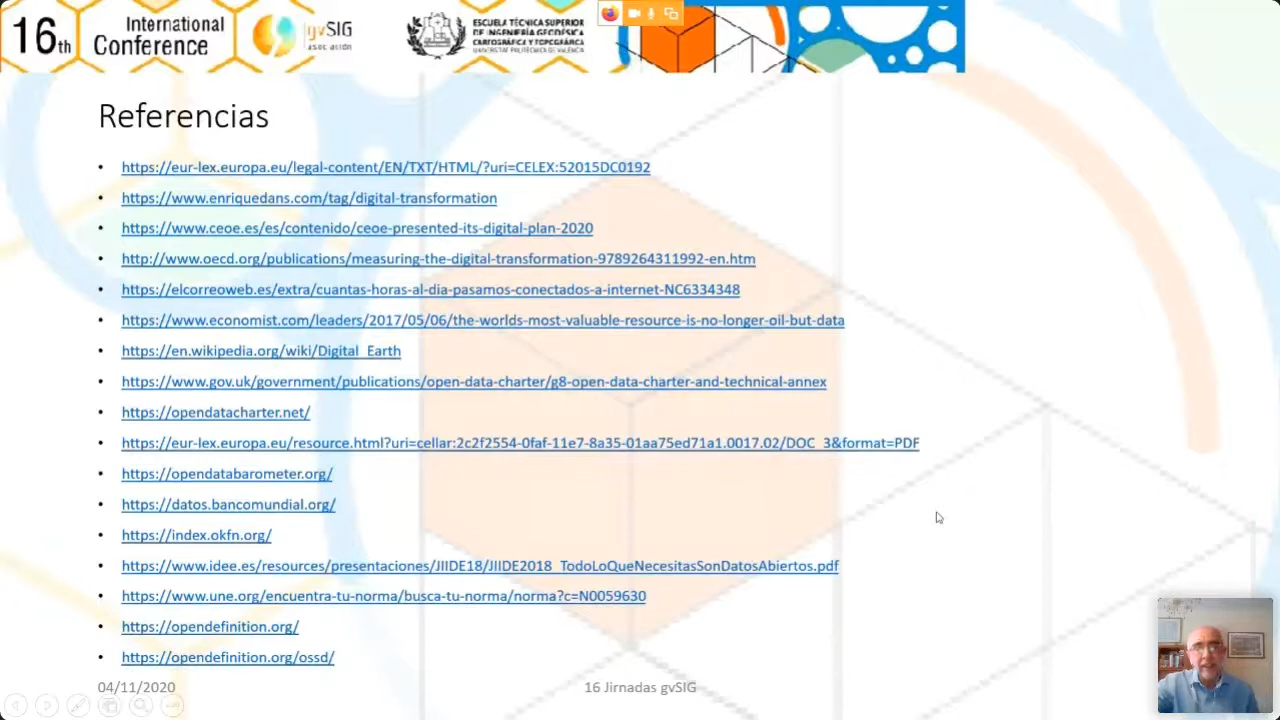 16th
International
Conference
gvSIG
asociación
ESCUELA TÉCNICA SUPERIOR
DE INGENIERÍA GEODÉSICA
CARTOGRÁFICA Y TOPOGRÁFICA
UNIVERSITAT POLITÈCNICA DE VALÈNCIA
Referencias
• https://eur-lex.europa.eu/legal-content/EN/TXT/HTML/?uri=CELEX:52015DC0192
• https://www.enriquedans.com/tag/digital-transformation
• https://www.ceoe.es/es/contenido/ceoe-presented-its-digital-plan-2020
• http://www.oecd.org/publications/measuring-the-digital-transformation-9789264311992-en.htm
• https://elcorreoweb.es/extra/cuantas-horas-al-dia-pasamos-conectados-a-internet-NC6334348
• https://www.economist.com/leaders/2017/05/06/the-worlds-most-valuable-resource-is-no-longer-oil-but-data
• https://en.wikipedia.org/wiki/Digital_Earth
• https://www.gov.uk/government/publications/open-data-charter/g8-open-data-charter-and-technical-annex
• https://opendatacharter.net/
• https://eur-lex.europa.eu/resource.html?uri=cellar:2c2f2554-0faf-11e7-8a35-01aa75ed71a1.0017.02/DOC_3&format=PDF
• https://opendatabarometer.org/
• https://datos.bancomundial.org/
• https://index.okfn.org/
• https://www.idee.es/resources/presentaciones/JIIDE18/JIIDE2018_TodoLoQueNecesitasSonDatosAbiertos.pdf
• https://www.une.org/encuentra-tu-norma/busca-tu-norma/norma?c=N0059630
• https://opendefinition.org/
• https://opendefinition.org/ossd/
04/11/2020
16 Jirnadas gvSIG